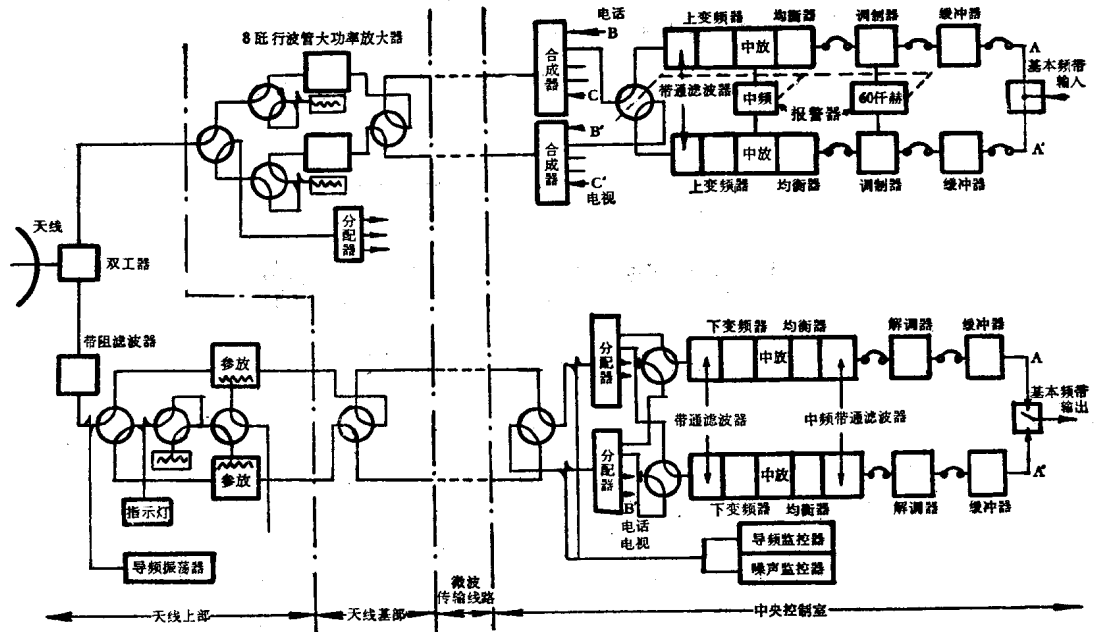 8瓩行波管大功率放大器
电话
B
上变频器
均衡器
调制器
缓冲器
合成器
中放
A
基本频带
输入
带通滤波器
中频
60仟赫
报警器
C
B'
合成器
中放
A'
C'
电视
上变频器
均衡器
调制器
缓冲器
分配器
天线
双工器
带阻滤波器
参放
参放
指示灯
导频振荡器
分配器
下变频器
均衡器
解调器
缓冲器
中放
A
基本频带
输出
带通滤波器
中频带通滤波器
分配器
中放
A'
B'
电话
电视
下变频器
均衡器
解调器
缓冲器
导频监控器
噪声监控器
天线上部
天线基部
微波
传输线路
中央控制室